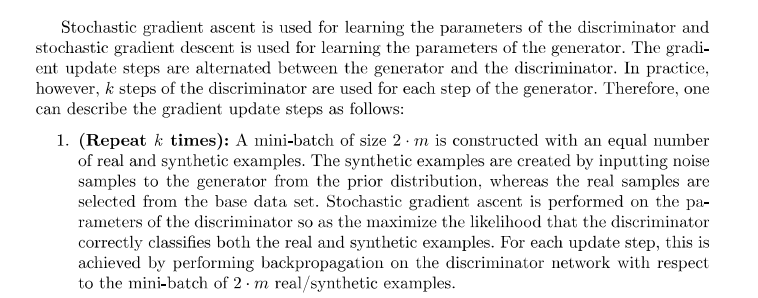 Stochastic gradient ascent is used for learning the parameters of the discriminator and
stochastic gradient descent is used for learning the parameters of the generator. The gradi-
ent update steps are alternated between the generator and the discriminator. In practice,
however, k steps of the discriminator are used for each step of the generator. Therefore, one
can describe the gradient update steps as follows:
1. (Repeat k times): A mini-batch of size 2 · m is constructed with an equal number
of real and synthetic examples. The synthetic examples are created by inputting noise
samples to the generator from the prior distribution, whereas the real samples are
selected from the base data set. Stochastic gradient ascent is performed on the pa-
rameters of the discriminator so as the maximize the likelihood that the discriminator
correctly classifies both the real and synthetic examples. For each update step, this is
achieved by performing backpropagation on the discriminator network with respect
to the mini-batch of 2 · m real/synthetic examples.